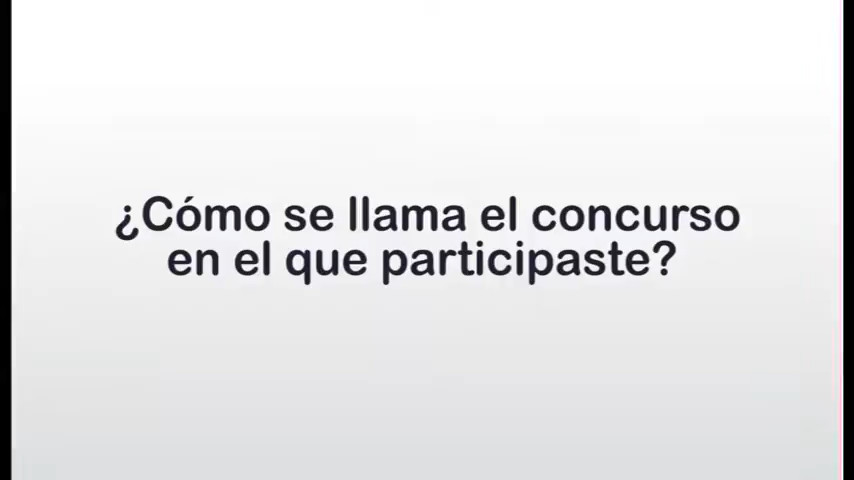 ¿Cómo se llama el concurso
en el que participaste?